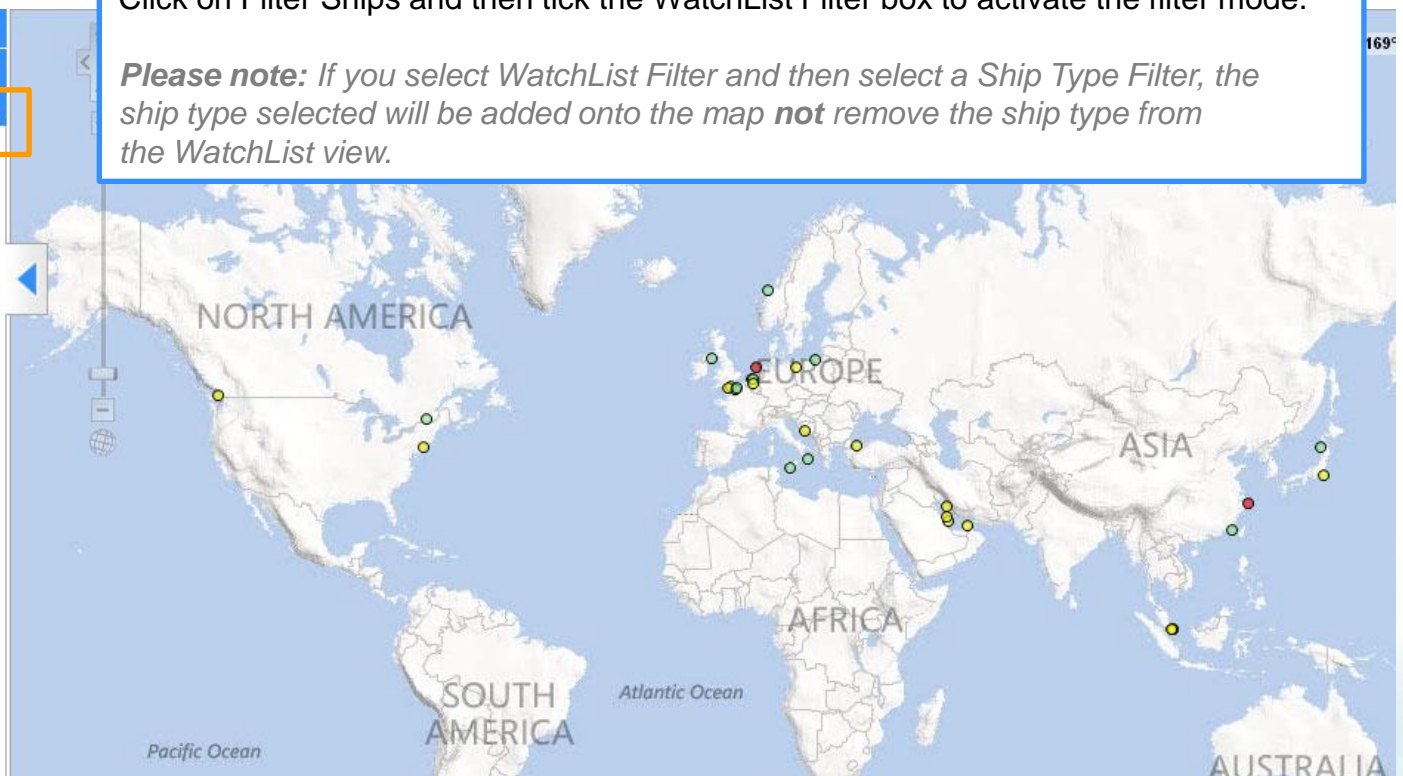 Click on Filter Ships and then tick the WatchList Filter box to activate the filter mode.
169°
Please note: If you select WatchList Filter and then select a Ship Type Filter, the
ship type selected will be added onto the map not remove the ship type from
the WatchList view.
NORTH AMERICA
EUROPE
ASIA
AFRICA
SOUTH
AMERICA
Atlantic Ocean
Pacific Ocean
AUSTRALIA